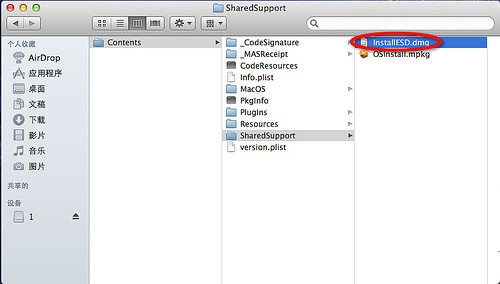 SharedSupport
个人收藏
AirDrop
应用程序
桌面
文稿
下载
影片
音乐
图片
共享的
设备
1
Contents
_CodeSignature
_MASReceipt
CodeResources
Info.plist
MacOS
PkgInfo
PlugIns
Resources
SharedSupport
version.plist
InstallESD.dmg
OSInstall.mpkg